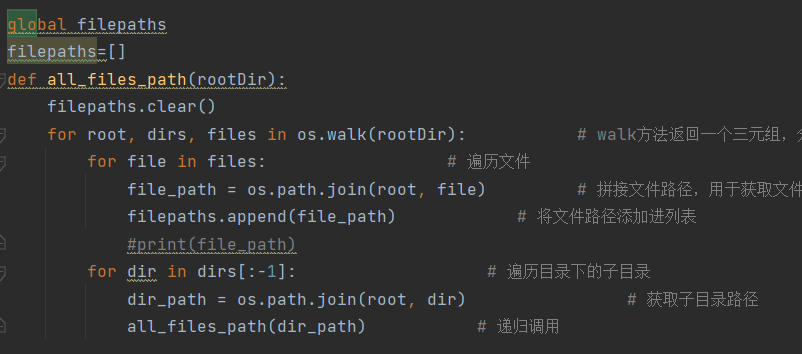 global filepaths
filepaths=[]
def all_files_path(rootDir):
    filepaths.clear()
    for root, dirs, files in os.walk(rootDir):           # walk方法返回一个三元组,
        for file in files:                  # 遍历文件
            file_path = os.path.join(root, file)         # 拼接文件路径，用于获取文件
            filepaths.append(file_path)            # 将文件路径添加进列表
            #print(file_path)
        for dir in dirs[:-1]:                   # 遍历目录下的子目录
            dir_path = os.path.join(root, dir)                # 获取子目录路径
            all_files_path(dir_path)           # 递归调用